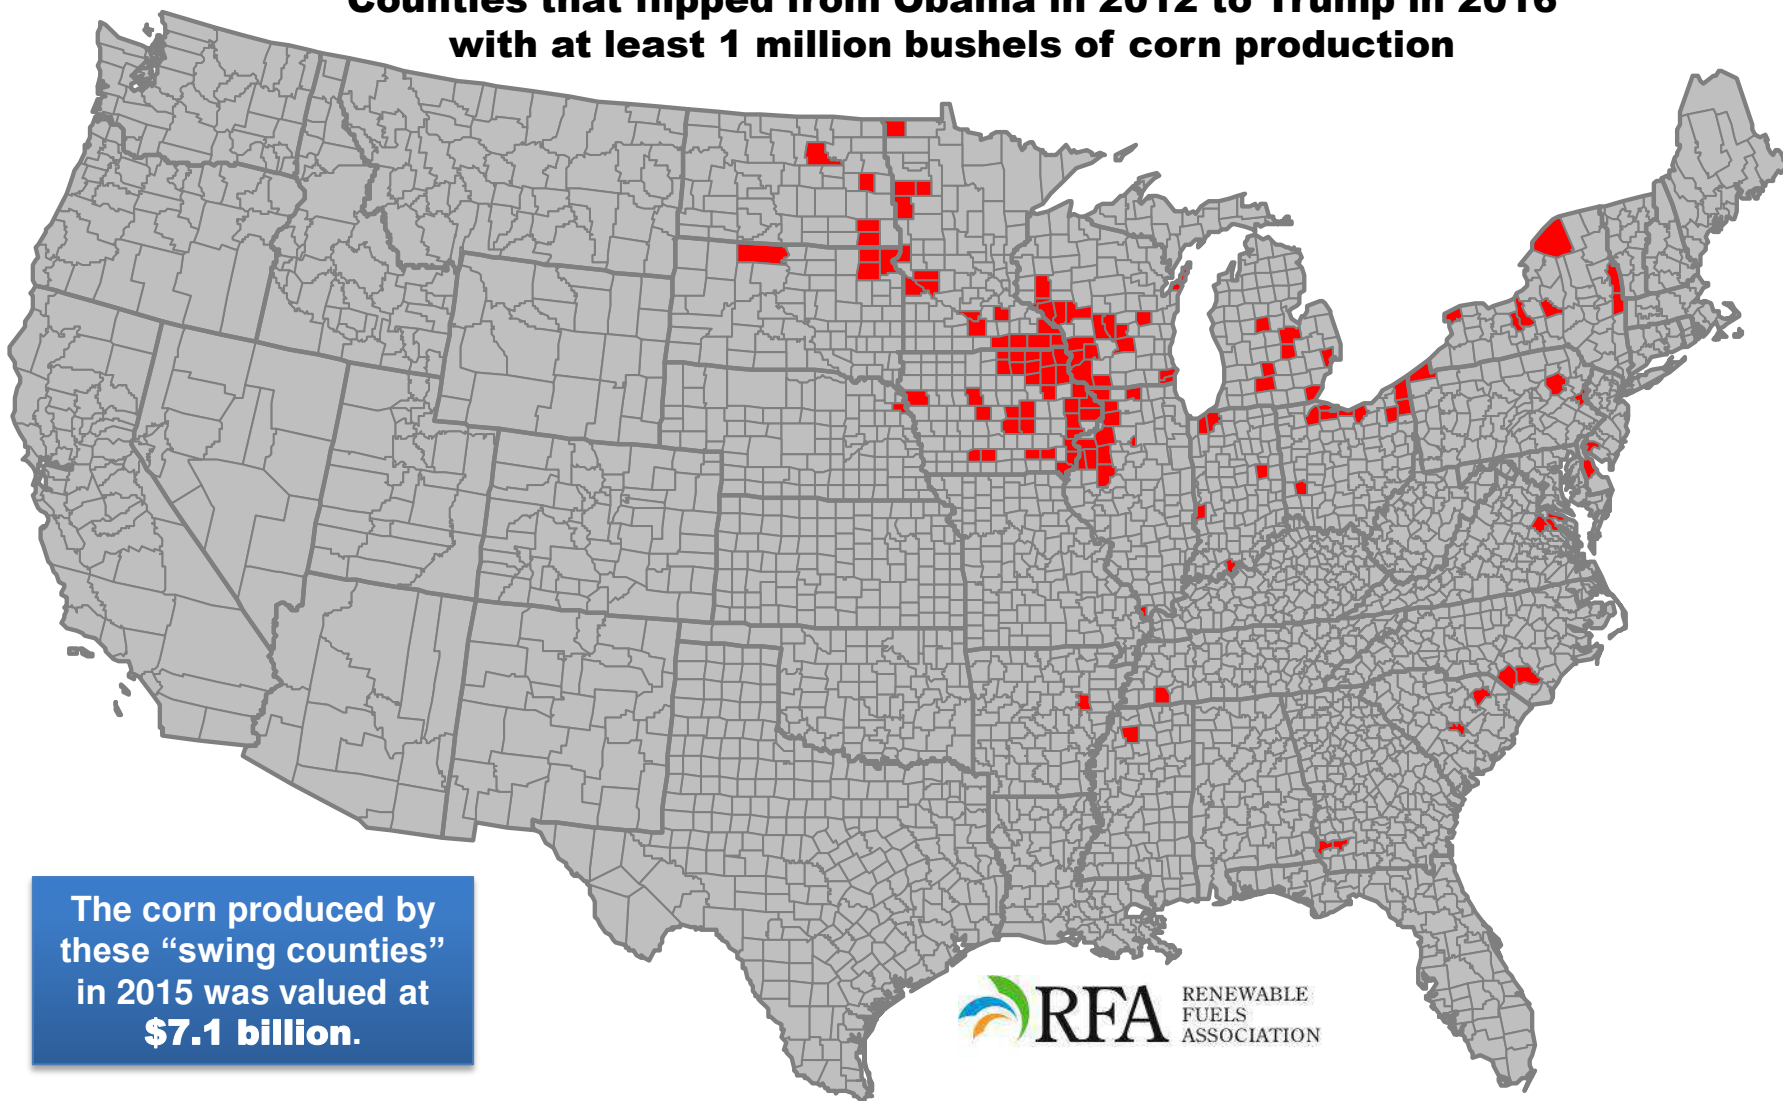 Counties that flipped from Obama in 2012 to Trump in 2016
with at least 1 million bushels of corn production
The corn produced by
these “swing counties”
in 2015 was valued at
$7.1 billion.
RFA
RENEWABLE
FUELS
ASSOCIATION